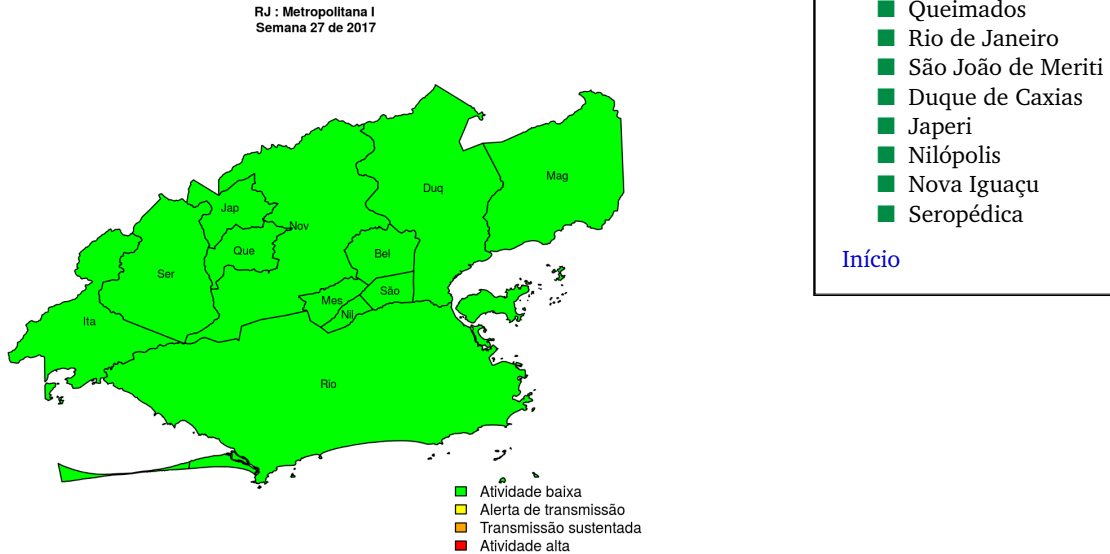 RJ : Metropolitana I
Semana 27 de 2017
Duq
Mag
Jap
Nov
Que
Bel
Ser
São
Mes
Nil
Ita
Rio
Atividade baixa
Alerta de transmissão
Transmissão sustentada
Atividade alta
Queimados
Rio de Janeiro
São João de Meriti
Duque de Caxias
Japeri
Nilópolis
Nova Iguaçu
Seropédica
Início